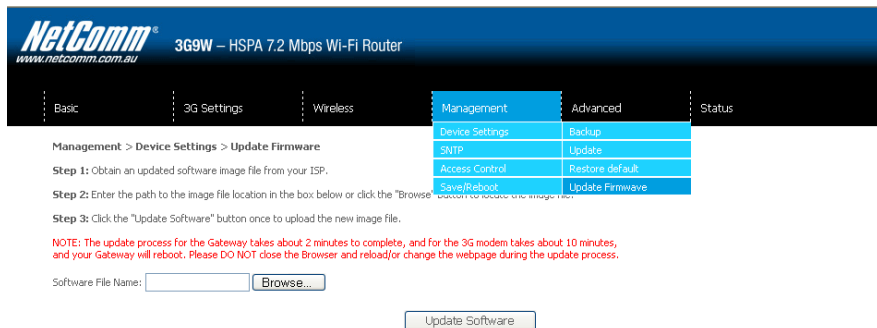 NetComm®
www.netcomm.com.au
3G9W – HSPA 7.2 Mbps Wi-Fi Router
Basic 3G Settings Wireless Management Advanced Status
Device Settings Backup
SNTP Update
Access Control Restore default
Save/Reboot Update Firmwave
Management > Device Settings > Update Firmware
Step 1: Obtain an updated software image file from your ISP.
Step 2: Enter the path to the image file location in the box below or click the "Browse" button to locate the image file.
Step 3: Click the "Update Software" button once to upload the new image file.
NOTE: The update process for the Gateway takes about 2 minutes to complete, and for the 3G modem takes about 10 minutes,
and your Gateway will reboot. Please DO NOT close the Browser and reload/or change the webpage during the update process.
Software File Name: Browse...
Update Software